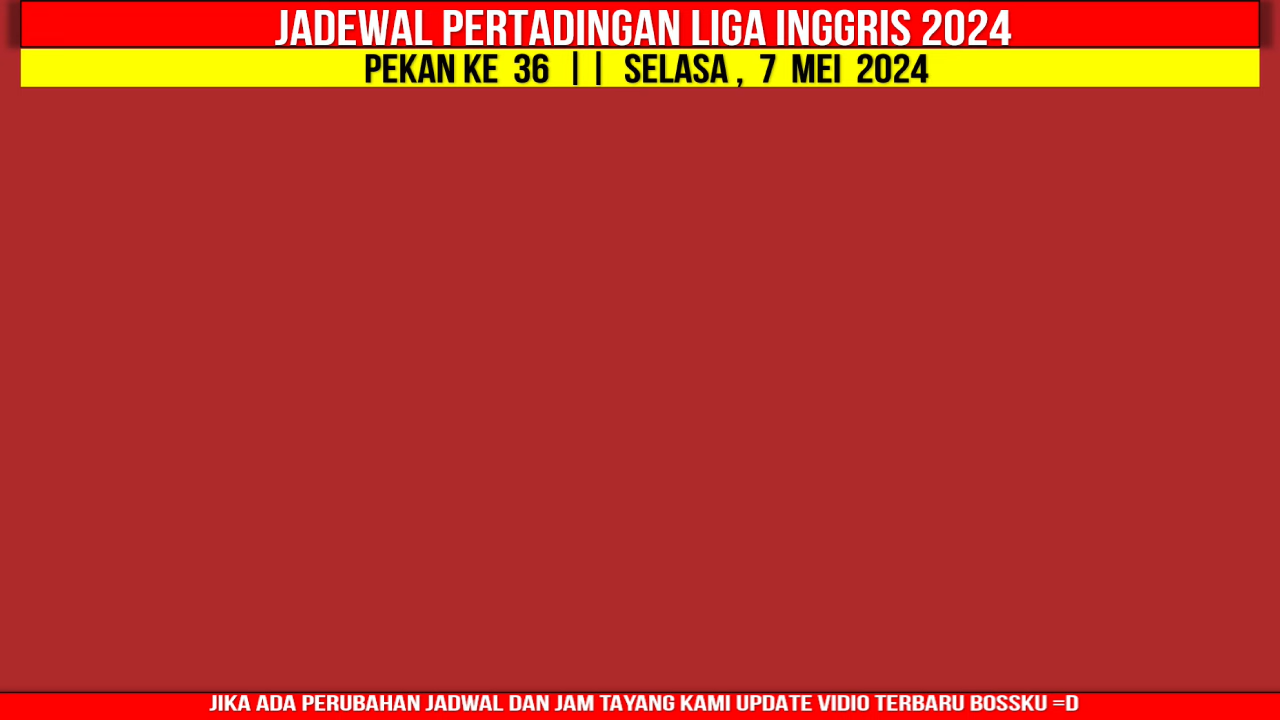 JADEWAL PERTADINGAN LIGA INGGRIS 2024
PEKAN KE 36 || SELASA , 7 MEI 2024
JIKA ADA PERUBAHAN JADWAL DAN JAM TAYANG KAMI UPDATE VIDIO TERBARU BOSSKU =D